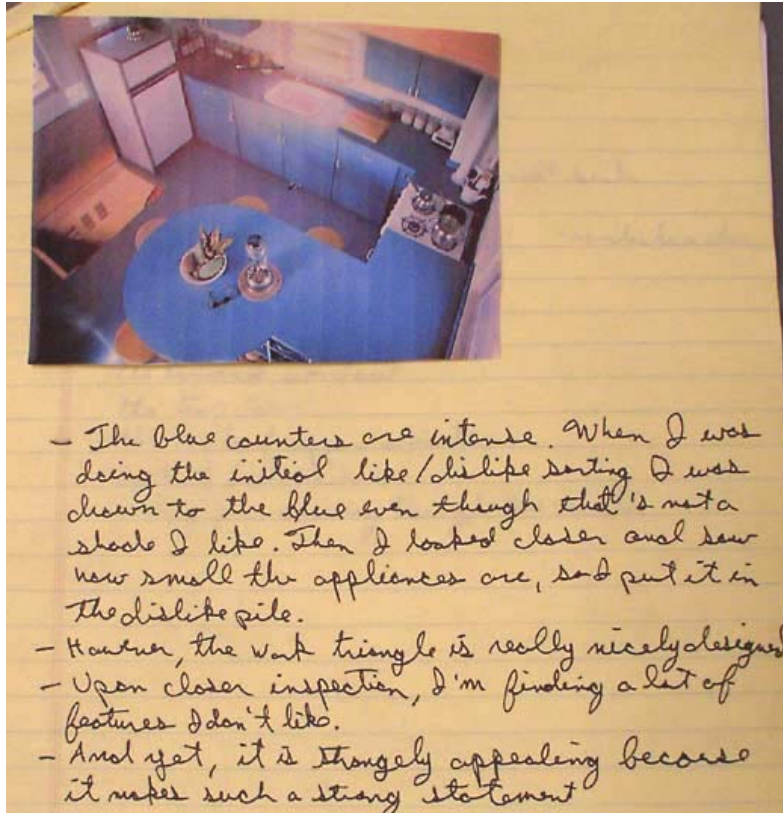 - The blue counters are intense. When I was
doing the initial like/dislike sorting I was
drawn to the blue even though that's not a
shade I like. Then I looked closer and saw
how small the appliances are, so I put it in
the dislike pile.
- However, the work triangle is really nicely designed
- Upon closer inspection, I'm finding a lot of
features I don't like.
- And yet, it is strangely appealing because
it makes such a strong statement